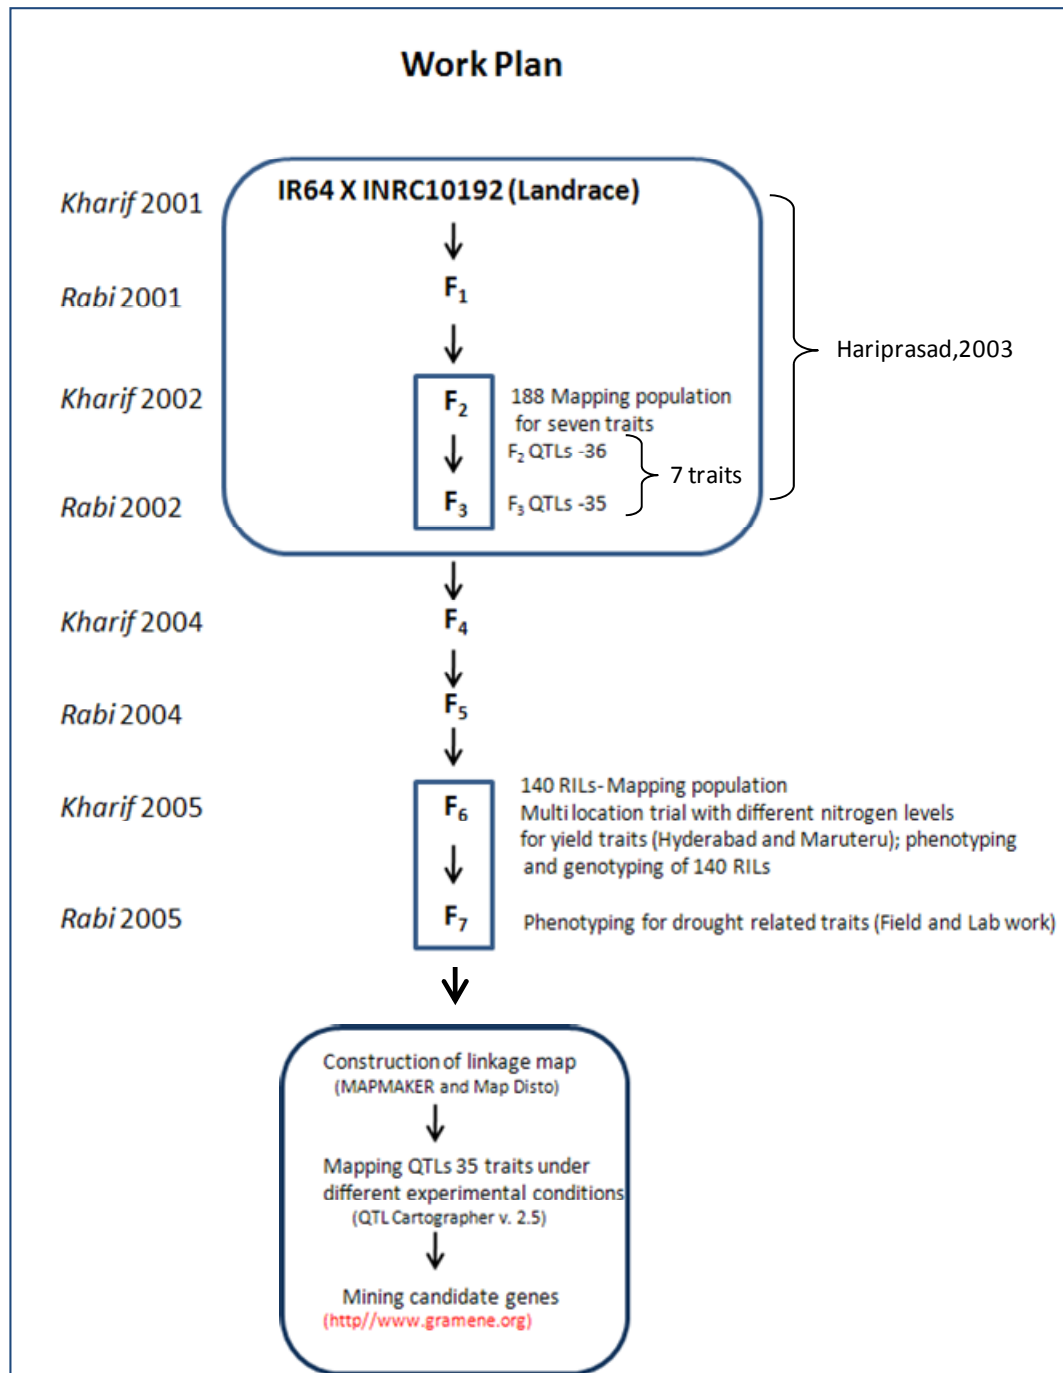 Work Plan
Kharif 2001
IR64 X INRC10192 (Landrace)
Rabi 2001
F₁
Hariprasad,2003
Kharif 2002
F₂
188 Mapping population
for seven traits
F₂ QTLs -36
7 traits
Rabi 2002
F₃
F₃ QTLs -35
Kharif 2004
F₄
Rabi 2004
F₅
Kharif 2005
F₆
140 RILs- Mapping population
Multi location trial with different nitrogen levels
for yield traits (Hyderabad and Maruteru); phenotyping
and genotyping of 140 RILs
Rabi 2005
F₇
Phenotyping for drought related traits (Field and Lab work)
Construction of linkage map
(MAPMAKER and Map Disto)
Mapping QTLs 35 traits under
different experimental conditions
(QTL Cartographer v. 2.5)
Mining candidate genes
(http//www.gramene.org)